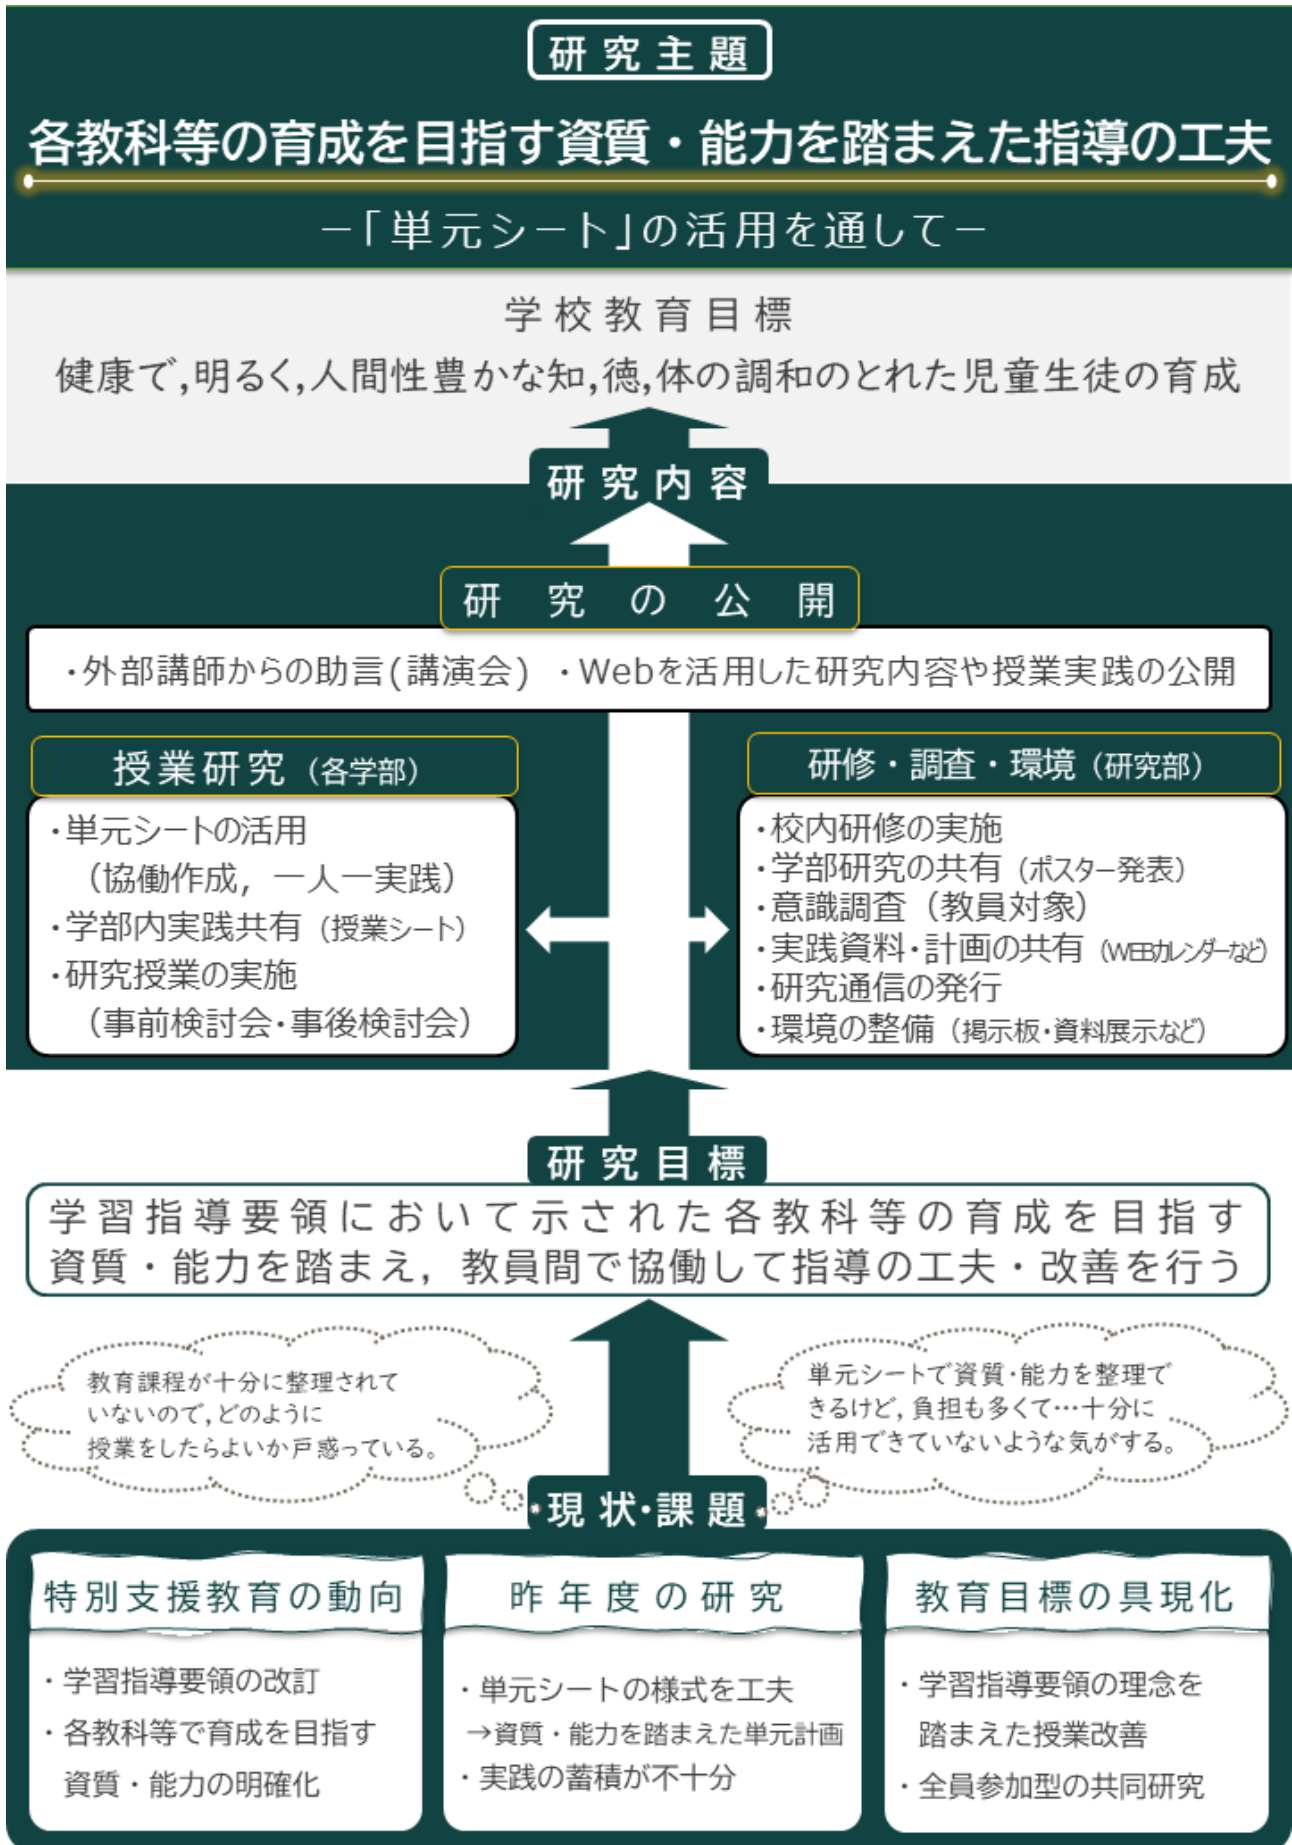 研究主題
各教科等の育成を目指す資質・能力を踏まえた指導の工夫
－「単元シート」の活用を通して－
学校教育目標
健康で,明るく,人間性豊かな知,徳,体の調和のとれた児童生徒の育成
研究内容
研究の公開
・外部講師からの助言(講演会)　・Webを活用した研究内容や授業実践の公開
授業研究（各学部）
・単元シートの活用
（協働作成，一人一実践）
・学部内実践共有（授業シート）
・研究授業の実施
（事前検討会・事後検討会）
研修・調査・環境（研究部）
・校内研修の実施
・学部研究の共有（ポスター発表）
・意識調査（教員対象）
・実践資料・計画の共有（WEBカレンダーなど）
・研究通信の発行
・環境の整備（掲示板・資料展示など）
研究目標
学習指導要領において示された各教科等の育成を目指す
資質・能力を踏まえ，教員間で協働して指導の工夫・改善を行う
教育課程が十分に整理されて
いないので,どのように
授業をしたらよいか戸惑っている。
単元シートで資質・能力を整理で
きるけど,負担も多くて…十分に
活用できていないような気がする。
現状・課題
特別支援教育の動向
・学習指導要領の改訂
・各教科等で育成を目指す
資質・能力の明確化
昨年度の研究
・単元シートの様式を工夫
→資質・能力を踏まえた単元計画
・実践の蓄積が不十分
教育目標の具現化
・学習指導要領の理念を
踏まえた授業改善
・全員参加型の共同研究